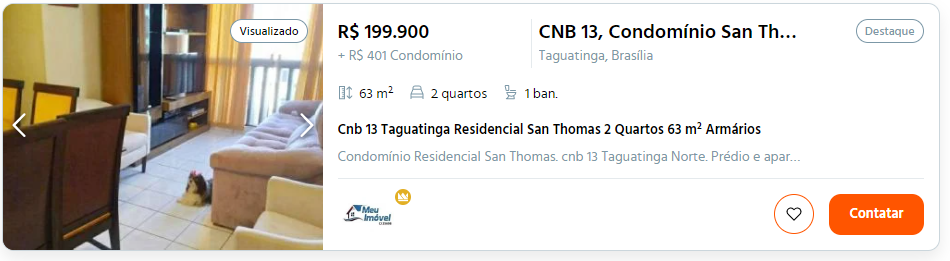 Visualizado
R$ 199.900
+ R$ 401 Condomínio
CNB 13, Condomínio San Th...
Taguatinga, Brasília
Destaque
63 m²
2 quartos
1 ban.
Cnb 13 Taguatinga Residencial San Thomas 2 Quartos 63 m² Armários
Condomínio Residencial San Thomas. cnb 13 Taguatinga Norte. Prédio e apar...
Meu
Imóvel
Contatar